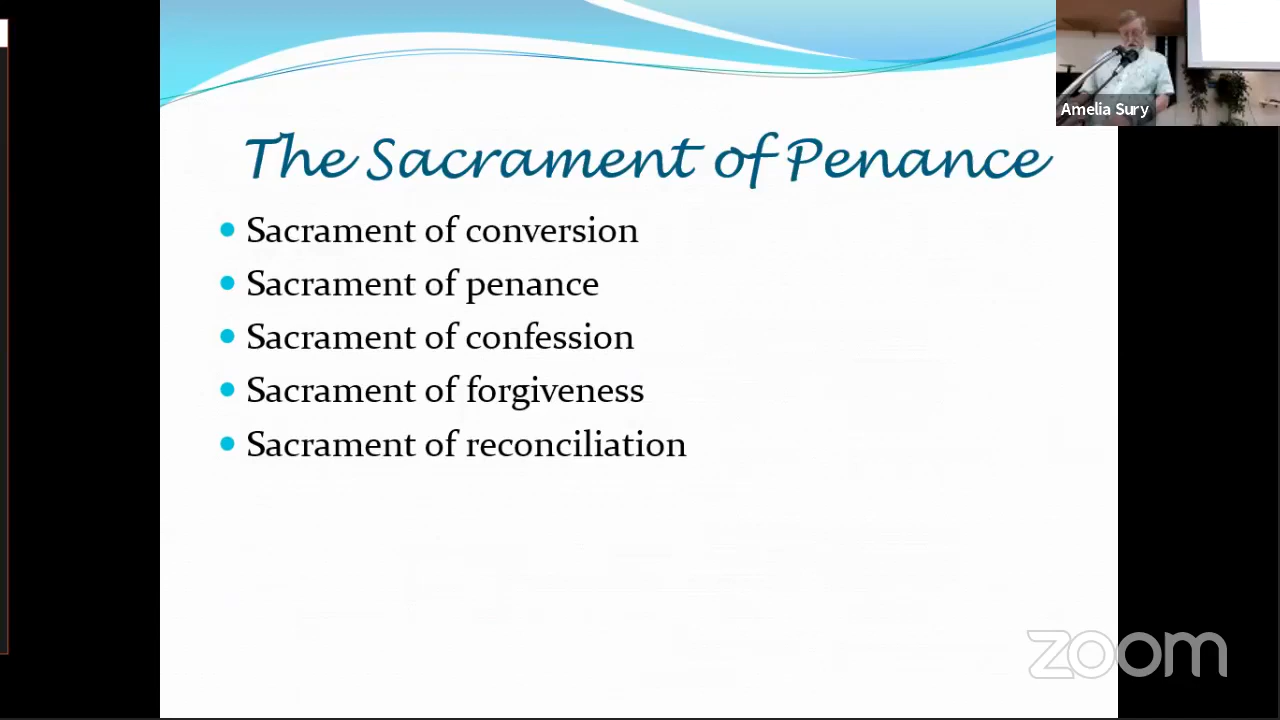 Amelia Sury
The Sacrament of Penance
Sacrament of conversion
Sacrament of penance
Sacrament of confession
Sacrament of forgiveness
Sacrament of reconciliation
zoom